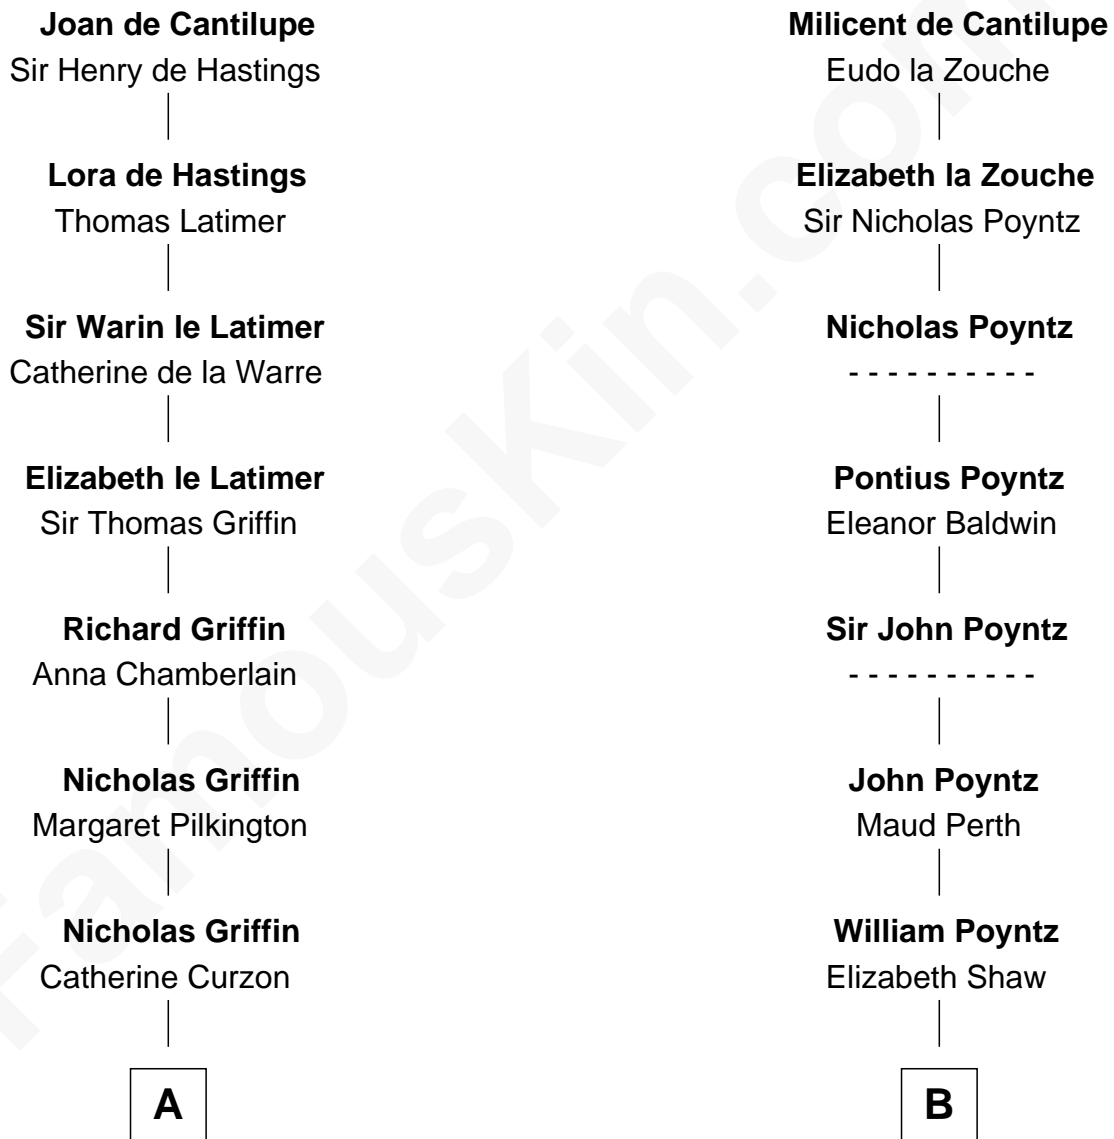 Joan de Cantilupe
Sir Henry de Hastings
Lora de Hastings
Thomas Latimer
Sir Warin le Latimer
Catherine de la Warre
Elizabeth le Latimer
Sir Thomas Griffin
Richard Griffin
Anna Chamberlain
Nicholas Griffin
Margaret Pilkington
Nicholas Griffin
Catherine Curzon
A
Milicent de Cantilupe
Eudo la Zouche
Elizabeth la Zouche
Sir Nicholas Poyntz
Nicholas Poyntz
- - - - - - - - - -
Pontius Poyntz
Eleanor Baldwin
Sir John Poyntz
- - - - - - - - - -
John Poyntz
Maud Perth
William Poyntz
Elizabeth Shaw
B
FamousKin.com